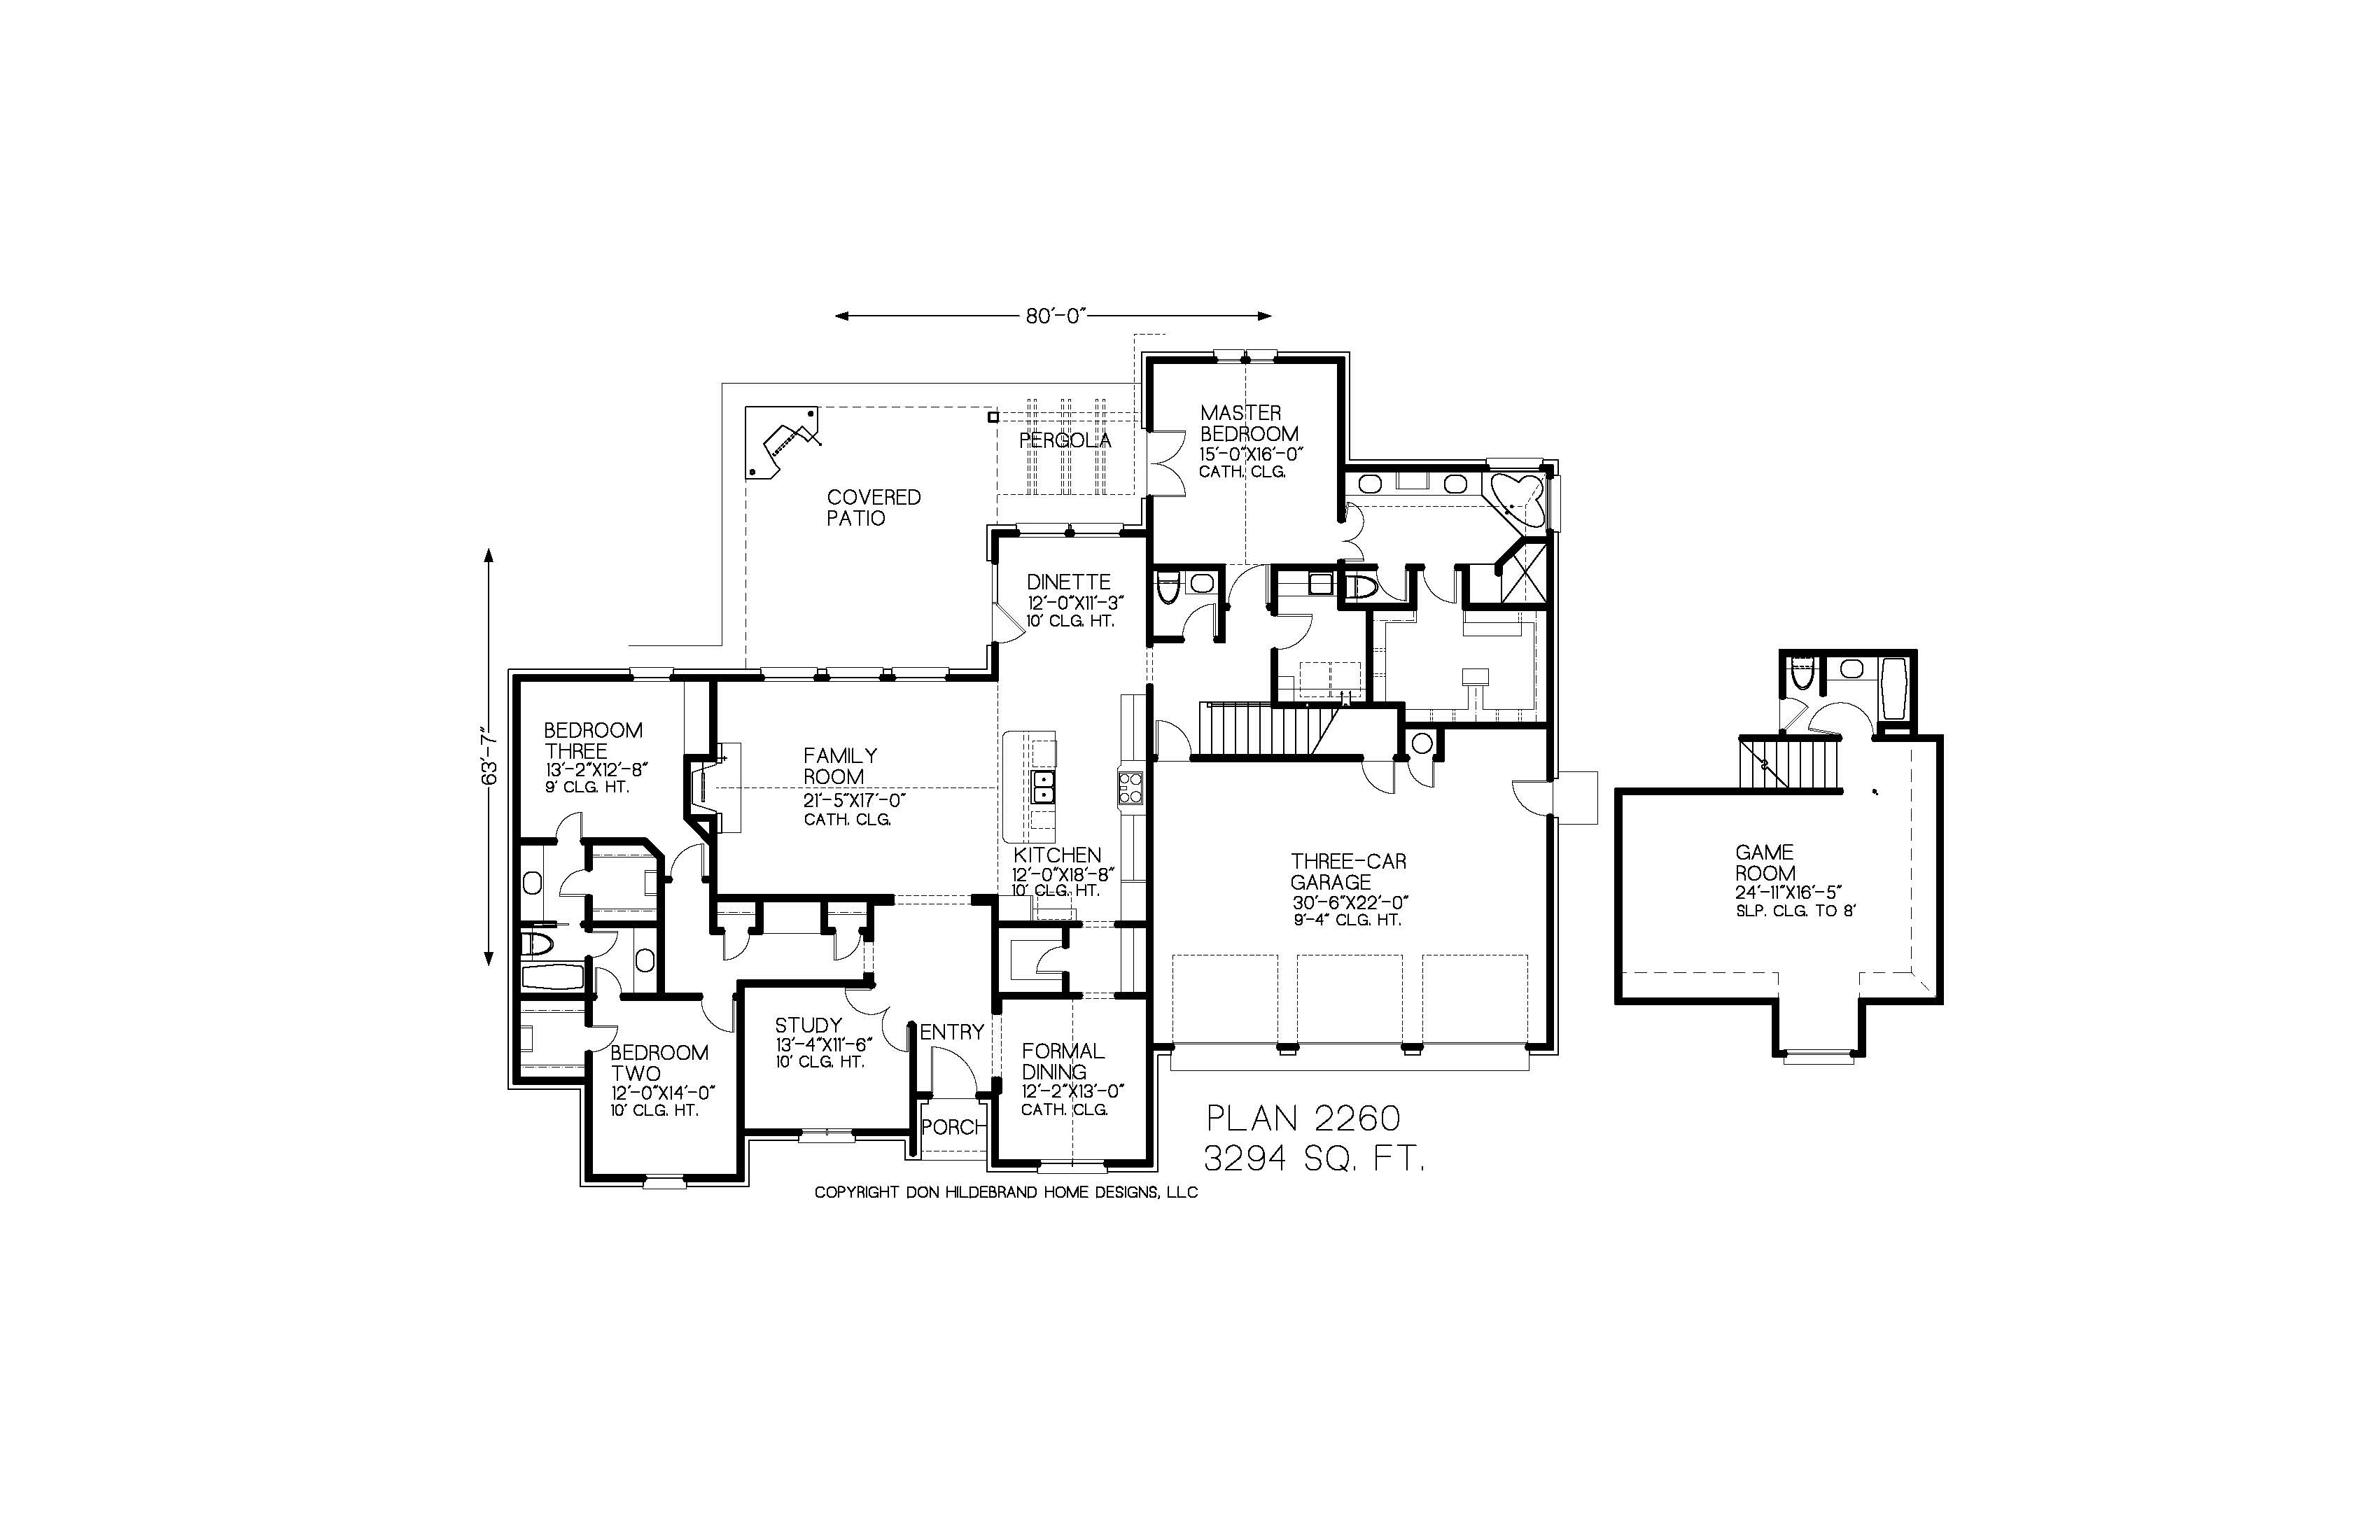 80'-0"
63'-7"
PERGOLA
MASTER
BEDROOM
15'-0"X16'-0"
CATH. CLG.
COVERED
PATIO
DINETTE
12'-0"X11'-3"
10' CLG. HT.
BEDROOM
THREE
13'-2"X12'-8"
9' CLG. HT.
FAMILY
ROOM
21'-5"X17'-0"
CATH. CLG.
KITCHEN
12'-0"X18'-8"
10' CLG. HT.
THREE-CAR
GARAGE
30'-6"X22'-0"
9'-4" CLG. HT.
GAME
ROOM
24'-11"X16'-5"
SLP. CLG. TO 8'
STUDY
13'-4"X11'-6"
10' CLG. HT.
ENTRY
BEDROOM
TWO
12'-0"X14'-0"
10' CLG. HT.
FORMAL
DINING
12'-2"X13'-0"
CATH. CLG.
PORCH
PLAN 2260
3294 SQ. FT.
COPYRIGHT DON HILDEBRAND HOME DESIGNS, LLC